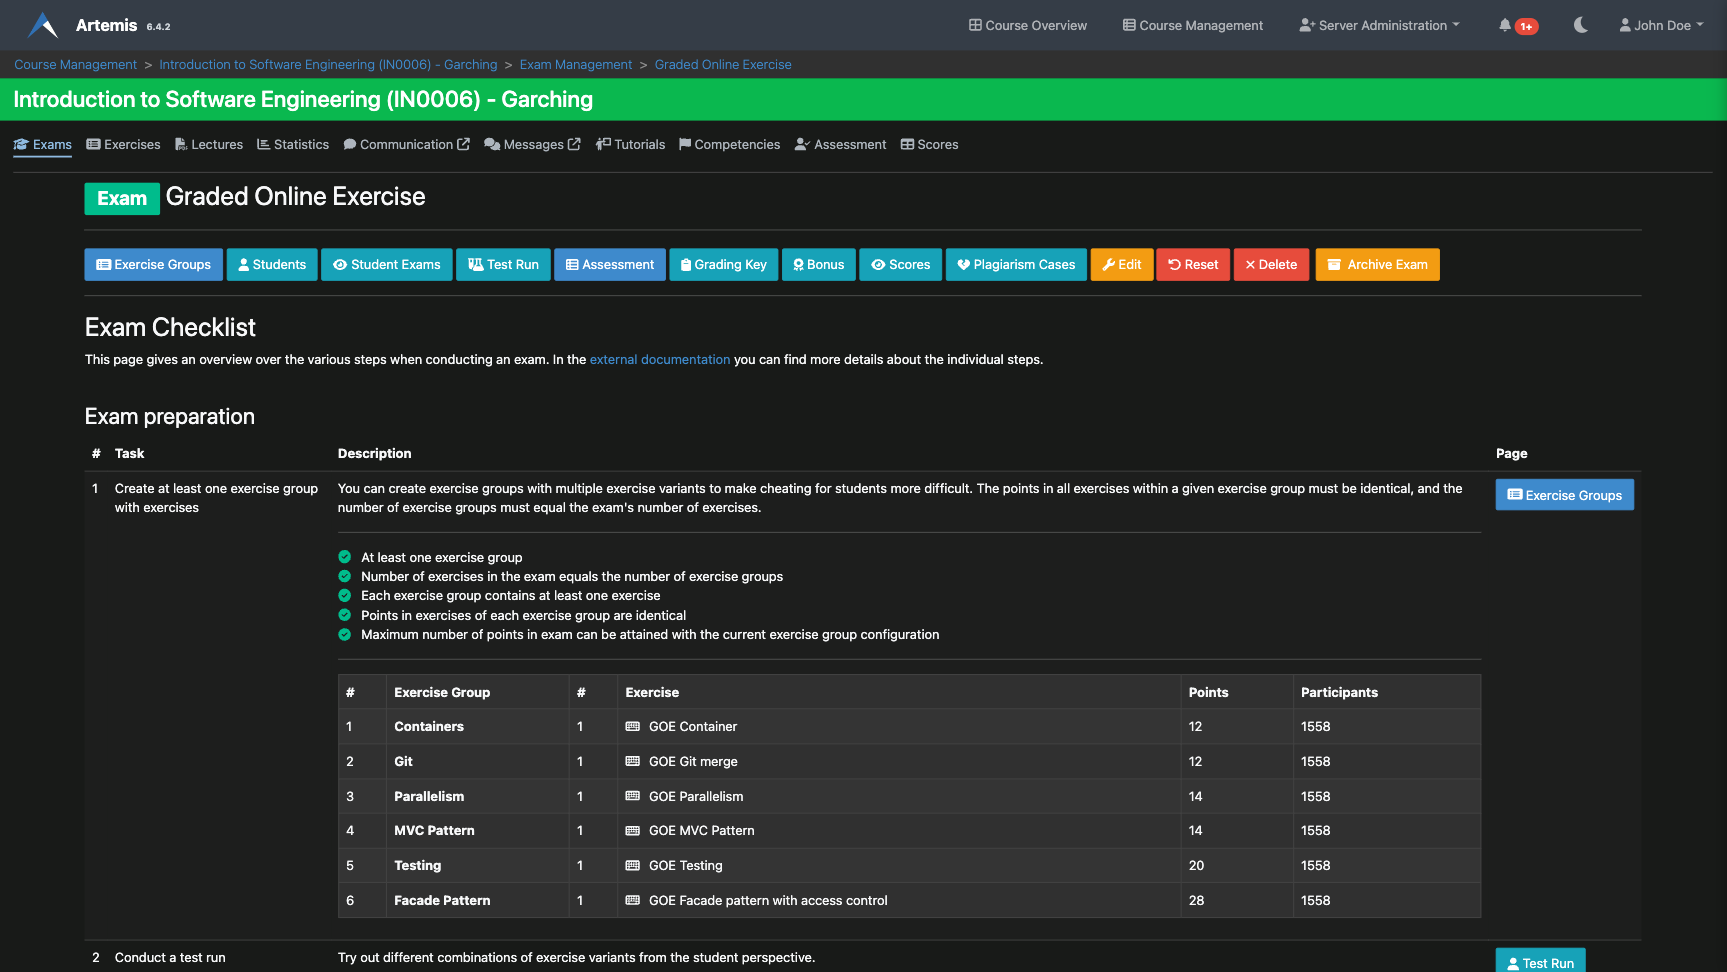 Artemis 6.4.2 Course Overview Course Management Server Administration 1+ John Doe
Course Management > Introduction to Software Engineering (IN0006) - Garching > Exam Management > Graded Online Exercise
Introduction to Software Engineering (IN0006) - Garching
Exams Exercises Lectures Statistics Communication Messages Tutorials Competencies Assessment Scores
Exam Graded Online Exercise
Exercise Groups Students Student Exams Test Run Assessment Grading Key Bonus Scores Plagiarism Cases Edit Reset Delete Archive Exam
Exam Checklist
This page gives an overview over the various steps when conducting an exam. In the external documentation you can find more details about the individual steps.
Exam preparation
# Task Description Page
1 Create at least one exercise group with exercises
You can create exercise groups with multiple exercise variants to make cheating for students more difficult. The points in all exercises within a given exercise group must be identical, and the
number of exercise groups must equal the exam's number of exercises.
Exercise Groups
At least one exercise group
Number of exercises in the exam equals the number of exercise groups
Each exercise group contains at least one exercise
Points in exercises of each exercise group are identical
Maximum number of points in exam can be attained with the current exercise group configuration
# Exercise Group # Exercise Points Participants
1 Containers 1 GOE Container 12 1558
2 Git 1 GOE Git merge 12 1558
3 Parallelism 1 GOE Parallelism 14 1558
4 MVC Pattern 1 GOE MVC Pattern 14 1558
5 Testing 1 GOE Testing 20 1558
6 Facade Pattern 1 GOE Facade pattern with access control 28 1558
2 Conduct a test run Try out different combinations of exercise variants from the student perspective. Test Run